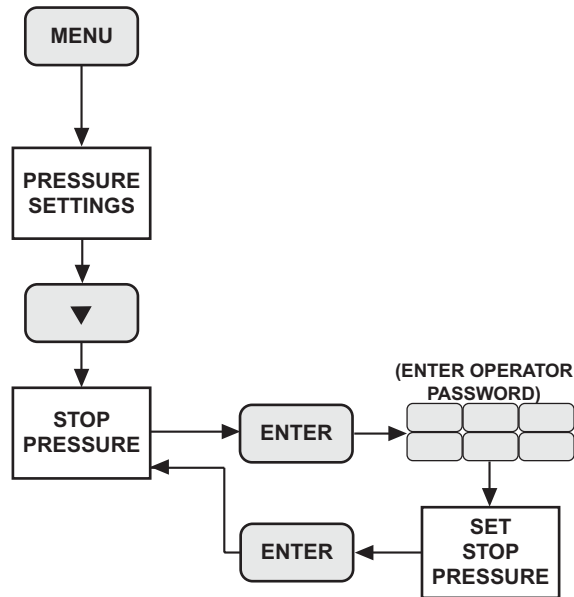 MENU
PRESSURE
SETTINGS
▼
STOP
PRESSURE
ENTER
(ENTER OPERATOR
PASSWORD)
SET
STOP
PRESSURE
ENTER